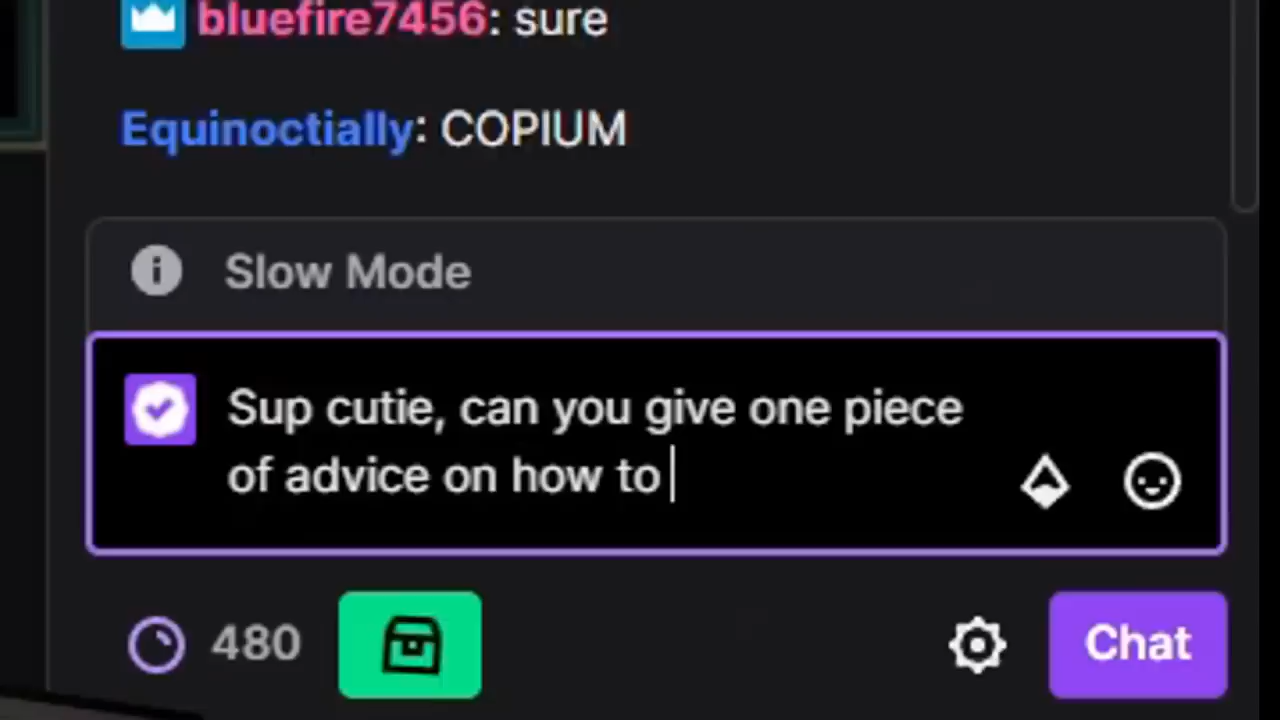 bluefire7456: sure
Equinoctially: COPIUM
Slow Mode
Sup cutie, can you give one piece
of advice on how to
480
Chat